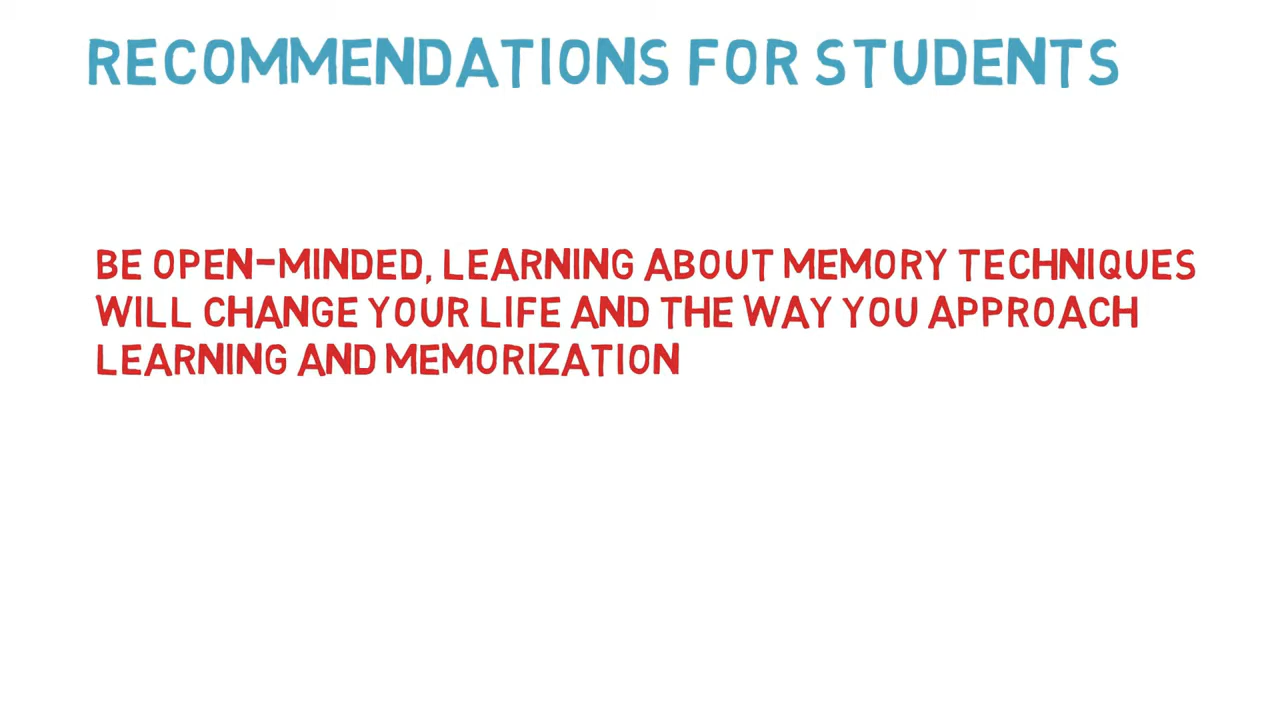 RECOMMENDATIONS FOR STUDENTS
BE OPEN-MINDED, LEARNING ABOUT MEMORY TECHNIQUES
WILL CHANGE YOUR LIFE AND THE WAY YOU APPROACH
LEARNING AND MEMORIZATION